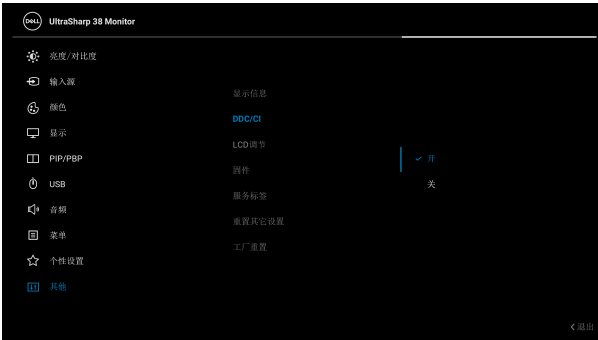 DELL UltraSharp 38 Monitor
亮度/对比度
输入源
颜色
显示
PIP/PBP
USB
音频
菜单
个性设置
其他
显示信息
DDC/CI
LCD调节
固件
服务标签
重置其它设置
工厂重置
开
关
退出